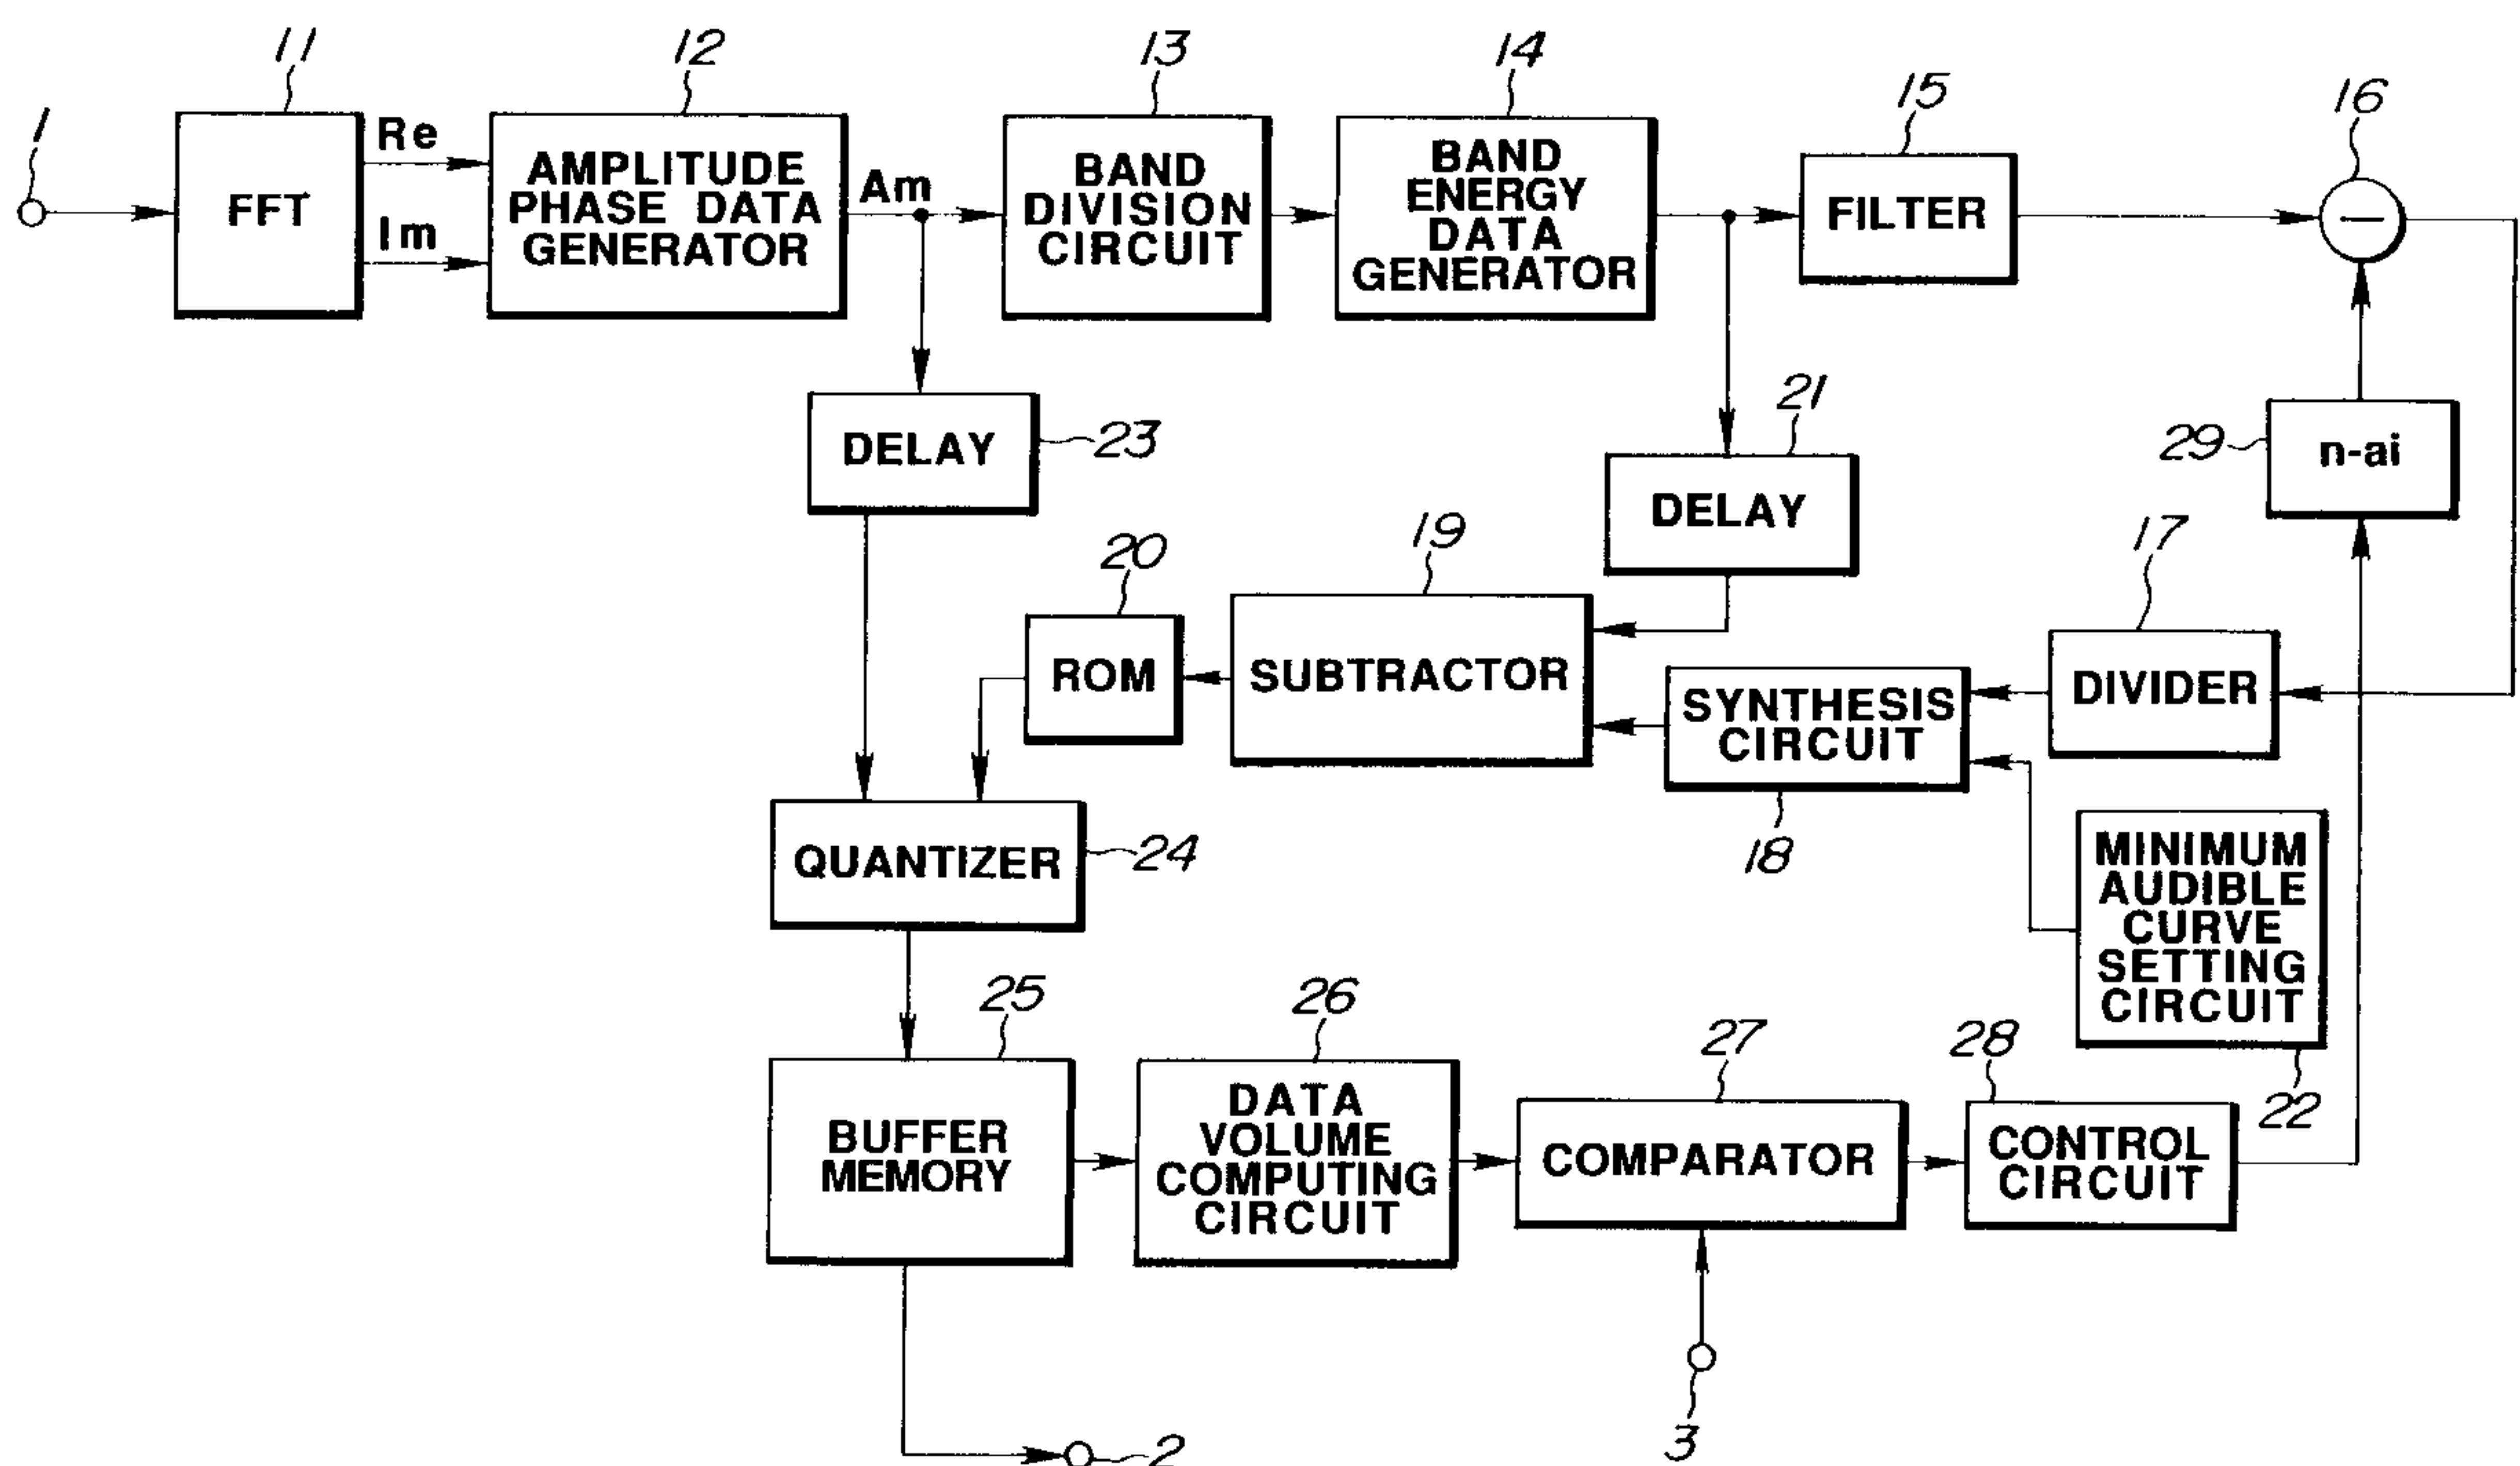 11
12
13
14
15
16
1
Re
Im
FFT
AMPLITUDE
PHASE DATA
GENERATOR
Am
BAND
DIVISION
CIRCUIT
BAND
ENERGY
DATA
GENERATOR
FILTER
—
DELAY
23
21
DELAY
29
n-ai
20
19
17
ROM
SUBTRACTOR
SYNTHESIS
CIRCUIT
DIVIDER
18
QUANTIZER
24
MINIMUM
AUDIBLE
CURVE
SETTING
CIRCUIT
22
25
26
27
28
BUFFER
MEMORY
DATA
VOLUME
COMPUTING
CIRCUIT
COMPARATOR
CONTROL
CIRCUIT
3
2